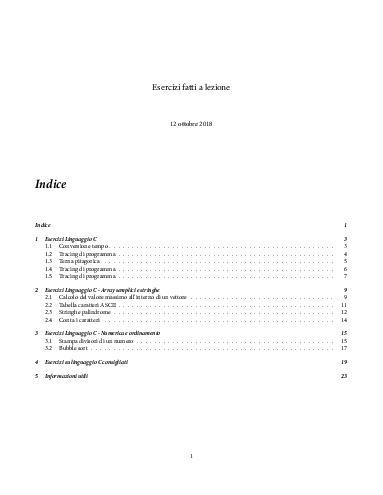 Esercizi fatti a lezione
12 ottobre 2018
Indice
Indice 1
1 Esercizi Linguaggio C 3
1.1 Conversione tempo 3
1.2 Tracing di programma 4
1.3 Terna pitagorica 5
1.4 Tracing di programma 6
1.5 Tracing di programma 7
2 Esercizi Linguaggio C - Array semplici e stringhe 9
2.1 Calcolo del valore massimo all'interno di un vettore 9
2.2 Tabella caratteri ASCII 11
2.3 Stringhe palindrome 12
2.4 Conta i caratteri 14
3 Esercizi Linguaggio C - Numerica e ordinamento 15
3.1 Stampa divisori di un numero 15
3.2 Bubble sort 17
4 Esercizi su linguaggio C consigliati 19
5 Informazioni utili 23
1